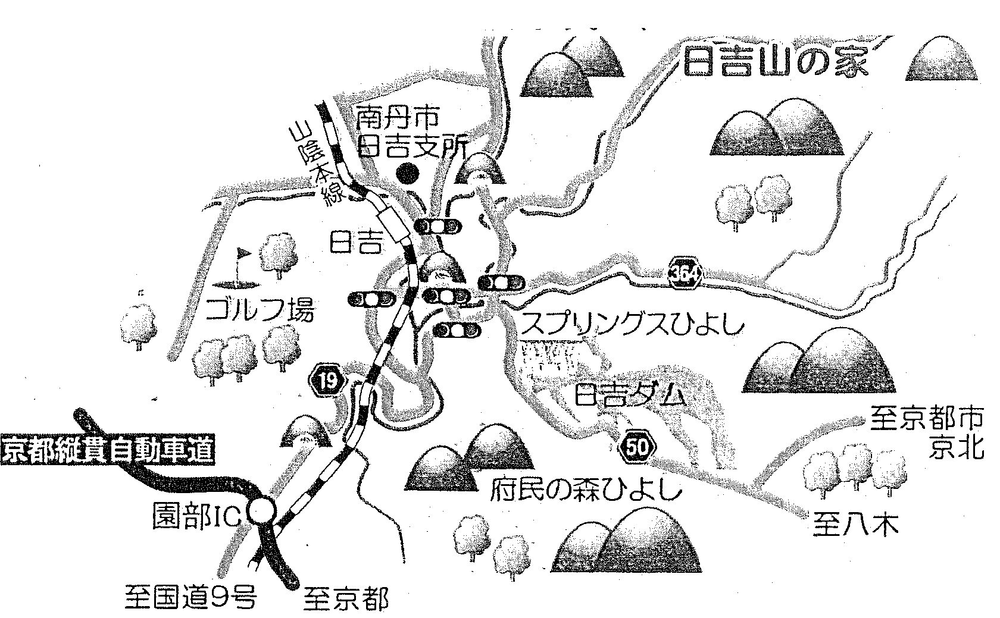 日吉山の家
南丹市
日吉支所
山陰本線
日吉
364
ゴルフ場
スプリングスひよし
19
日吉ダム
至京都市
京北
京都縦貫自動車道
50
府民の森ひよし
園部IC
至八木
至国道9号
至京都